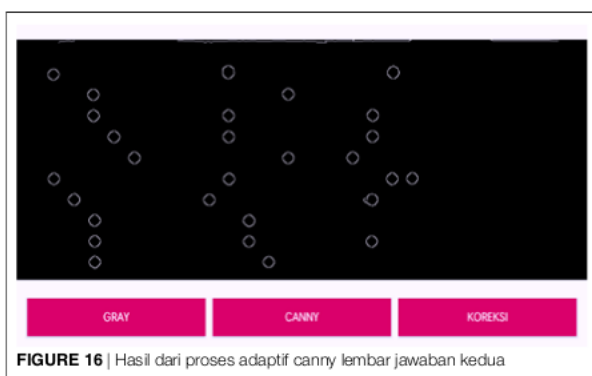 GRAY CANNY KOREKSI
FIGURE 16 | Hasil dari proses adaptif canny lembar jawaban kedua